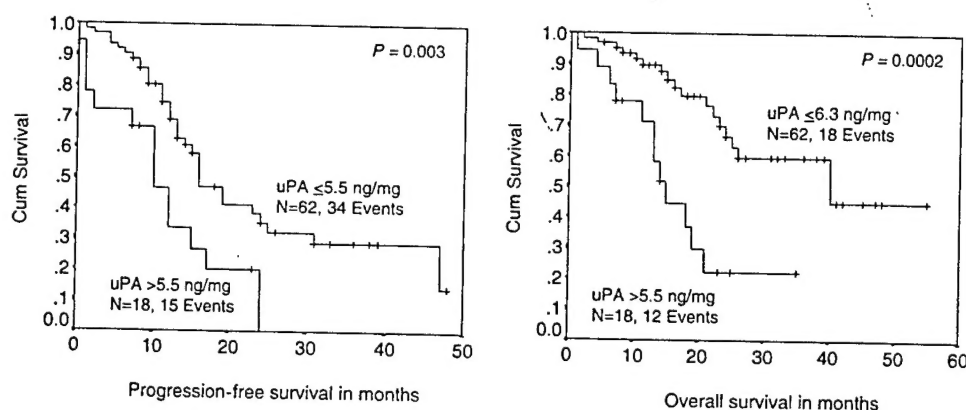 1.0
.9
.8
.7
.6
.5
.4
.3
.2
.1
0.0
Cum Survival
P = 0.003
uPA ≤5.5 ng/mg
N=62, 34 Events
uPA >5.5 ng/mg
N=18, 15 Events
0 10 20 30 40 50
Progression-free survival in months
1.0
.9
.8
.7
.6
.5
.4
.3
.2
.1
0.0
Cum Survival
P = 0.0002
uPA ≤6.3 ng/mg
N=62, 18 Events
uPA >5.5 ng/mg
N=18, 12 Events
0 10 20 30 40 50 60
Overall survival in months